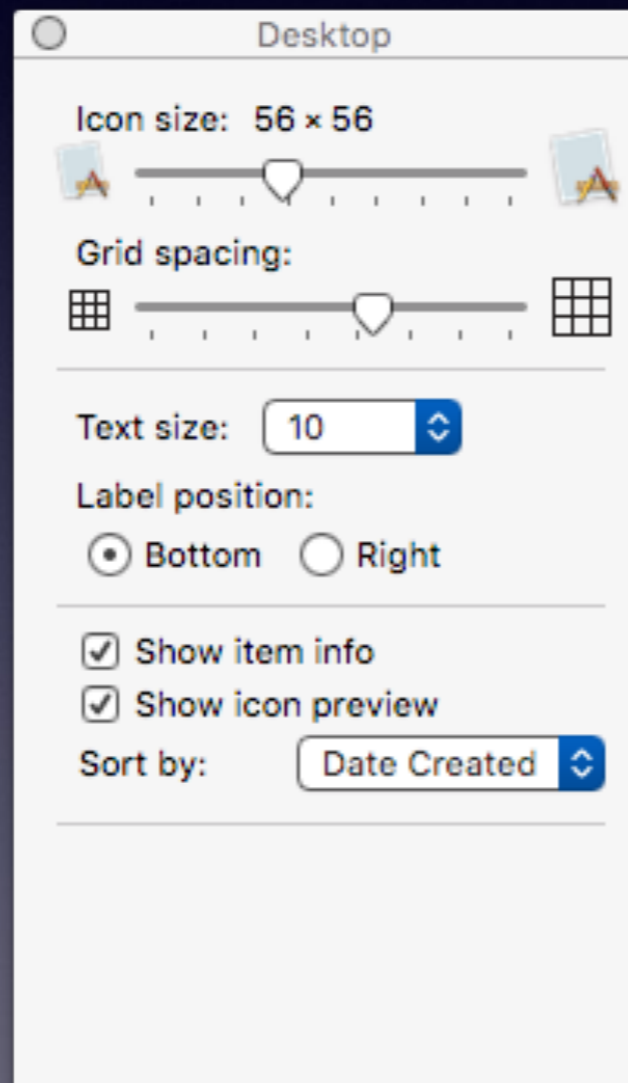 Desktop
Icon size: 56 × 56
Grid spacing:
Text size: 10
Label position:
Bottom Right
Show item info
Show icon preview
Sort by: Date Created